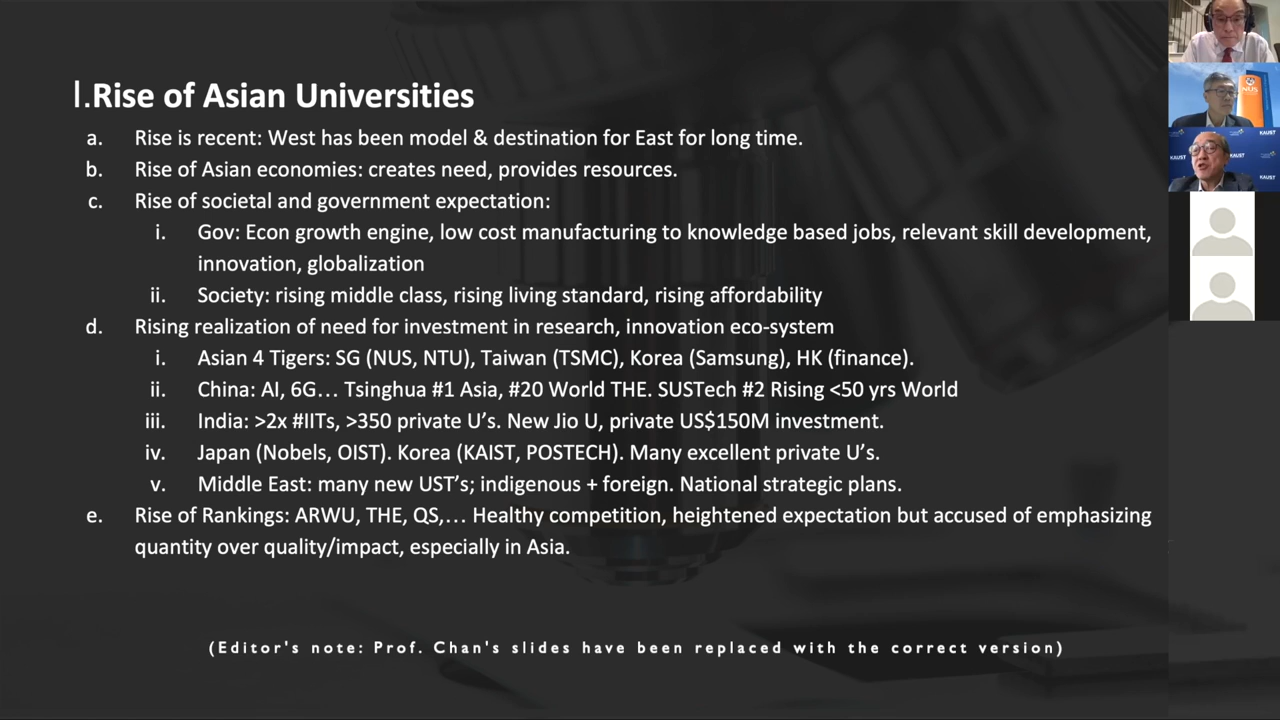 I.Rise of Asian Universities
a. Rise is recent: West has been model & destination for East for long time.
b. Rise of Asian economies: creates need, provides resources.
c. Rise of societal and government expectation:
i. Gov: Econ growth engine, low cost manufacturing to knowledge based jobs, relevant skill development,
innovation, globalization
ii. Society: rising middle class, rising living standard, rising affordability
d. Rising realization of need for investment in research, innovation eco-system
i. Asian 4 Tigers: SG (NUS, NTU), Taiwan (TSMC), Korea (Samsung), HK (finance).
ii. China: AI, 6G… Tsinghua #1 Asia, #20 World THE. SUSTech #2 Rising <50 yrs World
iii. India: >2x #IITs, >350 private U’s. New Jio U, private US$150M investment.
iv. Japan (Nobels, OIST). Korea (KAIST, POSTECH). Many excellent private U’s.
v. Middle East: many new UST’s; indigenous + foreign. National strategic plans.
e. Rise of Rankings: ARWU, THE, QS,… Healthy competition, heightened expectation but accused of emphasizing
quantity over quality/impact, especially in Asia.
(Editor's note: Prof. Chan's slides have been replaced with the correct version)
NUS
KAUST
KAUST
KAUST
KAUST